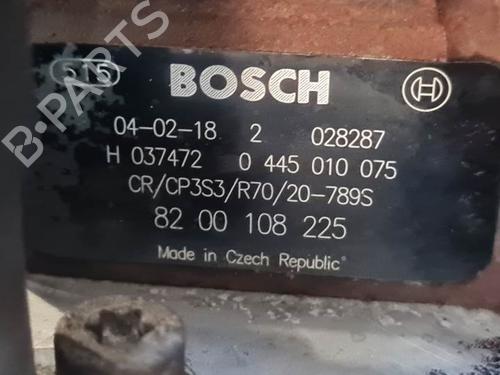 515 BOSCH
04-02-18 2 028287
H 037472 0 445 010 075
CR/CP3S3/R70/20-789S
82 00 108 225
Made in Czech Republic
B-PARTS